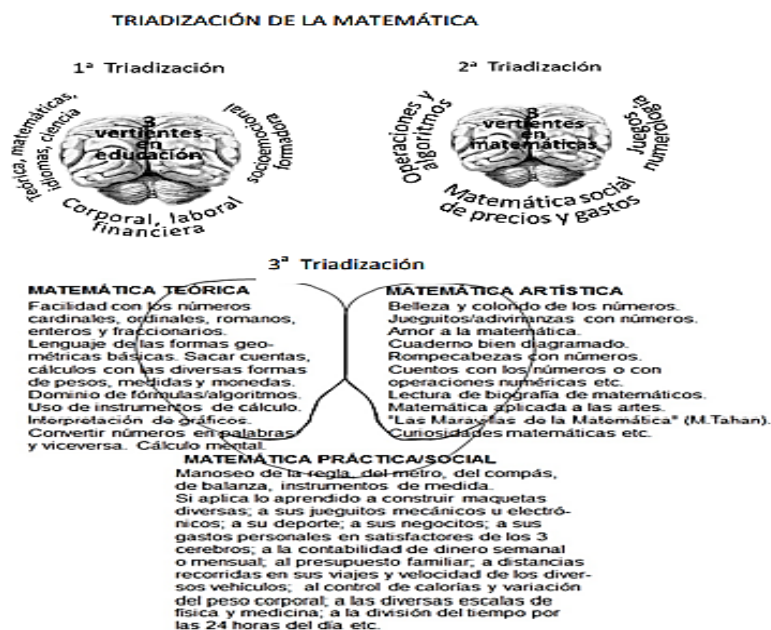 TRIADIZACIÓN DE LA MATEMÁTICA
1ª Triadización
Teórica, matemáticas,
idiomas, ciencia
3
vertientes
en
educación
socioemocional
formadora
Corporal, laboral
financiera
2ª Triadización
Operaciones y
algoritmos
3
vertientes
en
matemáticas
Juegos,
numerología
Matemática social
de precios y gastos
3ª Triadización
MATEMÁTICA TEÓRICA
Facilidad con los números
cardinales, ordinales, romanos,
enteros y fraccionarios.
Lenguaje de las formas geo-
métricas básicas. Sacar cuentas,
cálculos con las diversas formas
de pesos, medidas y monedas.
Dominio de fórmulas/algoritmos.
Uso de instrumentos de cálculo.
Interpretación de gráficos.
Convertir números en palabras
y viceversa. Cálculo mental.
MATEMÁTICA ARTÍSTICA
Belleza y colorido de los números.
Jueguitos/adivinanzas con números.
Amor a la matemática.
Cuaderno bien diagramado.
Rompecabezas con números.
Cuentos con los números o con
operaciones numéricas etc.
Lectura de biografía de matemáticos.
Matemática aplicada a las artes.
"Las Maravillas de la Matemática" (M.Tahan).
Curiosidades matemáticas etc.
MATEMÁTICA PRÁCTICA/SOCIAL
Manoseo de la regla, del metro, del compás,
de balanza, instrumentos de medida.
Si aplica lo aprendido a construir maquetas
diversas; a sus jueguitos mecánicos u electró-
nicos; a su deporte; a sus negocitos; a sus
gastos personales en satisfactores de los 3
cerebros; a la contabilidad de dinero semanal
o mensual; al presupuesto familiar; a distancias
recorridas en sus viajes y velocidad de los diver-
sos vehículos; al control de calorías y variación
del peso corporal; a las diversas escalas de
física y medicina; a la división del tiempo por
las 24 horas del día etc.